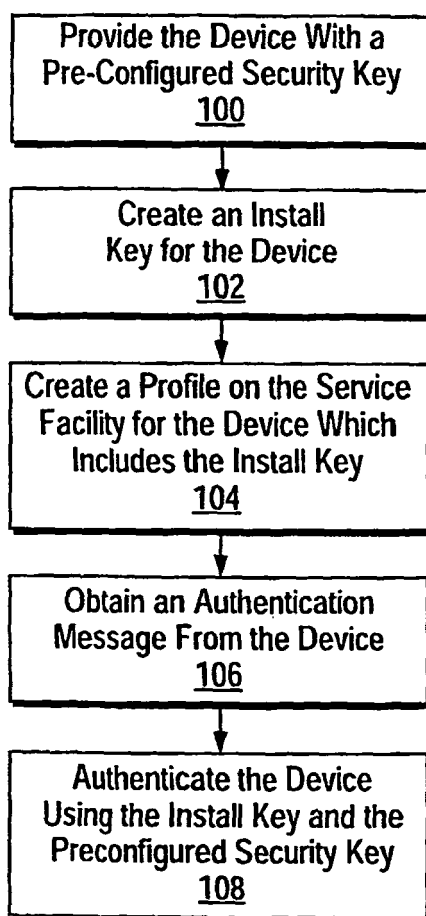 Provide the Device With a
Pre-Configured Security Key
100
Create an Install
Key for the Device
102
Create a Profile on the Service
Facility for the Device Which
Includes the Install Key
104
Obtain an Authentication
Message From the Device
106
Authenticate the Device
Using the Install Key and the
Preconfigured Security Key
108